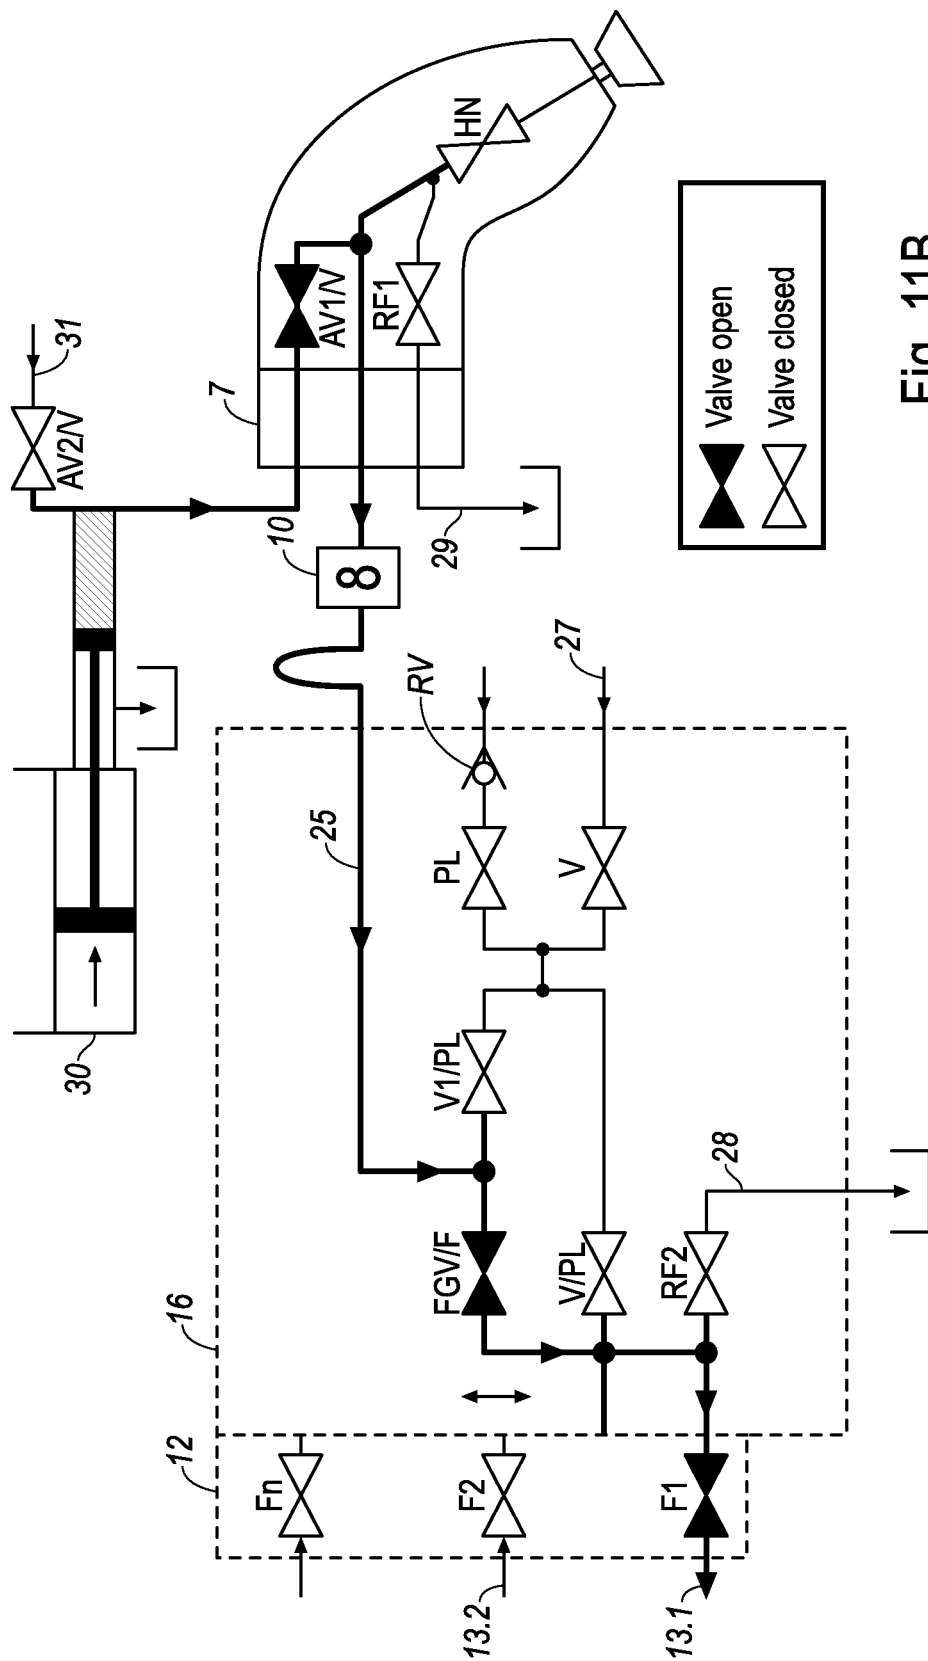 30
AV2/V
31
7
12
16
Fn
10
AV1/V
25
8
RF1
RV
13.2
F2
FGV/F
V1/PL
PL
29
HN
V/PL
V
27
13.1
F1
RF2
28
Valve open
Valve closed
Fig. 11B